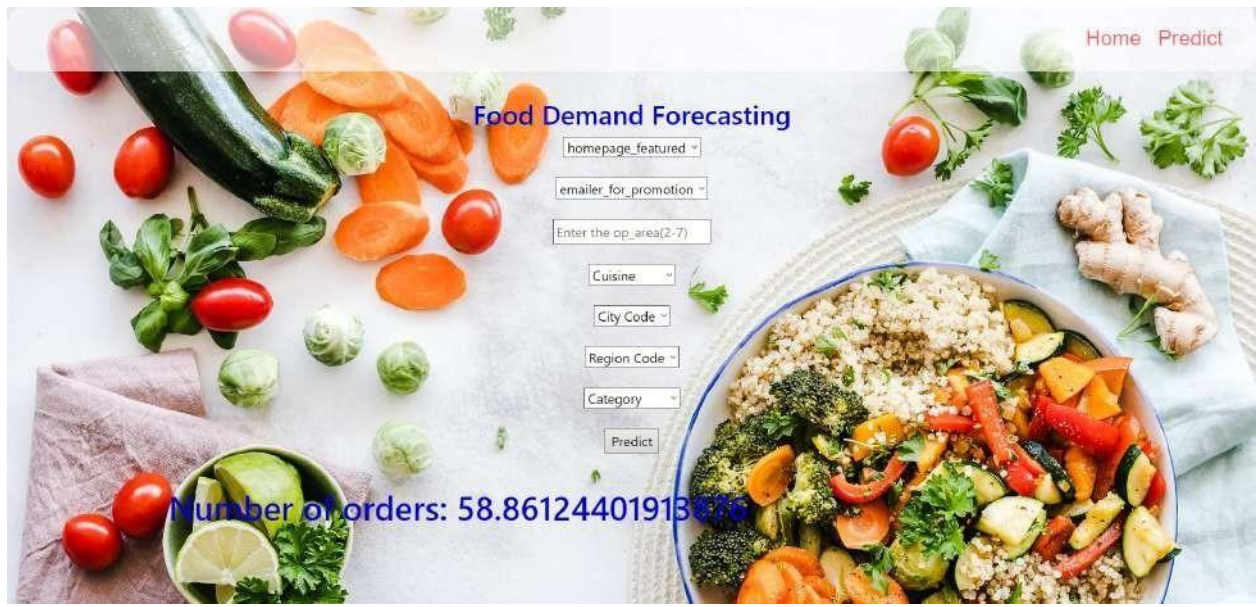 Home Predict
Food Demand Forecasting
homepage_featured
emailer_for_promotion
Enter the op_area(2-7)
Cuisine
City Code
Region Code
Category
Predict
Number of orders: 58.86124401913876